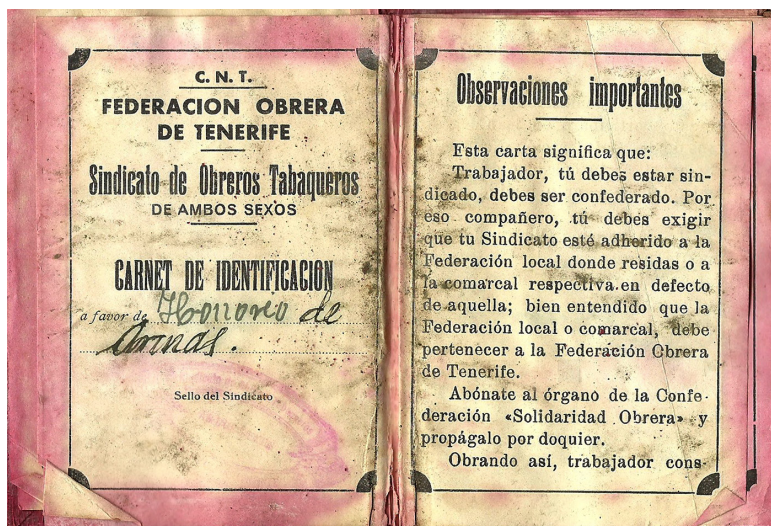 C. N. T.
FEDERACION OBRERA
DE TENERIFE
Sindicato de Obreros Tabaqueros
DE AMBOS SEXOS
CARNET DE IDENTIFICACION
a favor de Honorio de
Armas.
Sello del Sindicato
Observaciones importantes
Esta carta significa que:
Trabajador, tú debes estar sin-
dicado, debes ser confederado. Por
eso compañero, tú debes exigir
que tu Sindicato esté adherido a la
Federación local donde residas o a
la comarcal respectiva en defecto
de aquella; bien entendido que la
Federación local o comarcal, debe
pertenecer a la Federación Obrera
de Tenerife.
Abónate al órgano de la Confe-
deración «Solidaridad Obrera» y
propágalo por doquier.
Obrando así, trabajador cons-